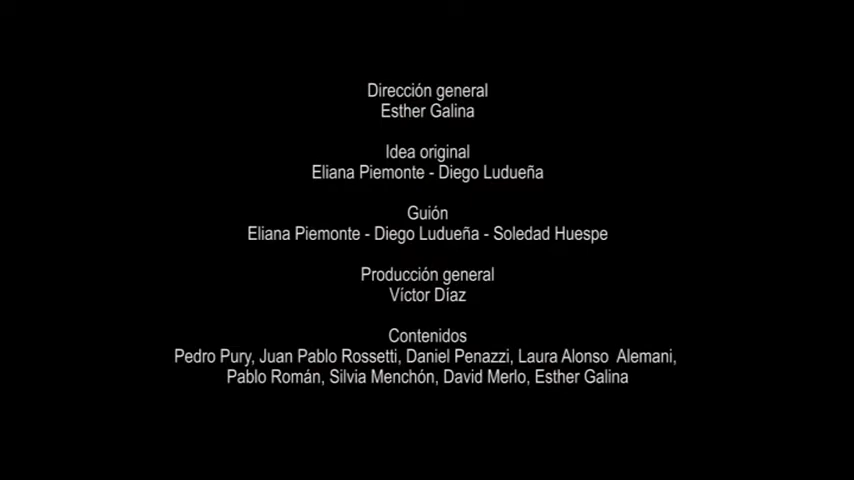 Dirección general
Esther Galina
Idea original
Eliana Piemonte - Diego Ludueña
Guión
Eliana Piemonte - Diego Ludueña - Soledad Huespe
Producción general
Víctor Díaz
Contenidos
Pedro Pury, Juan Pablo Rossetti, Daniel Penazzi, Laura Alonso Alemani,
Pablo Román, Silvia Menchón, David Merlo, Esther Galina